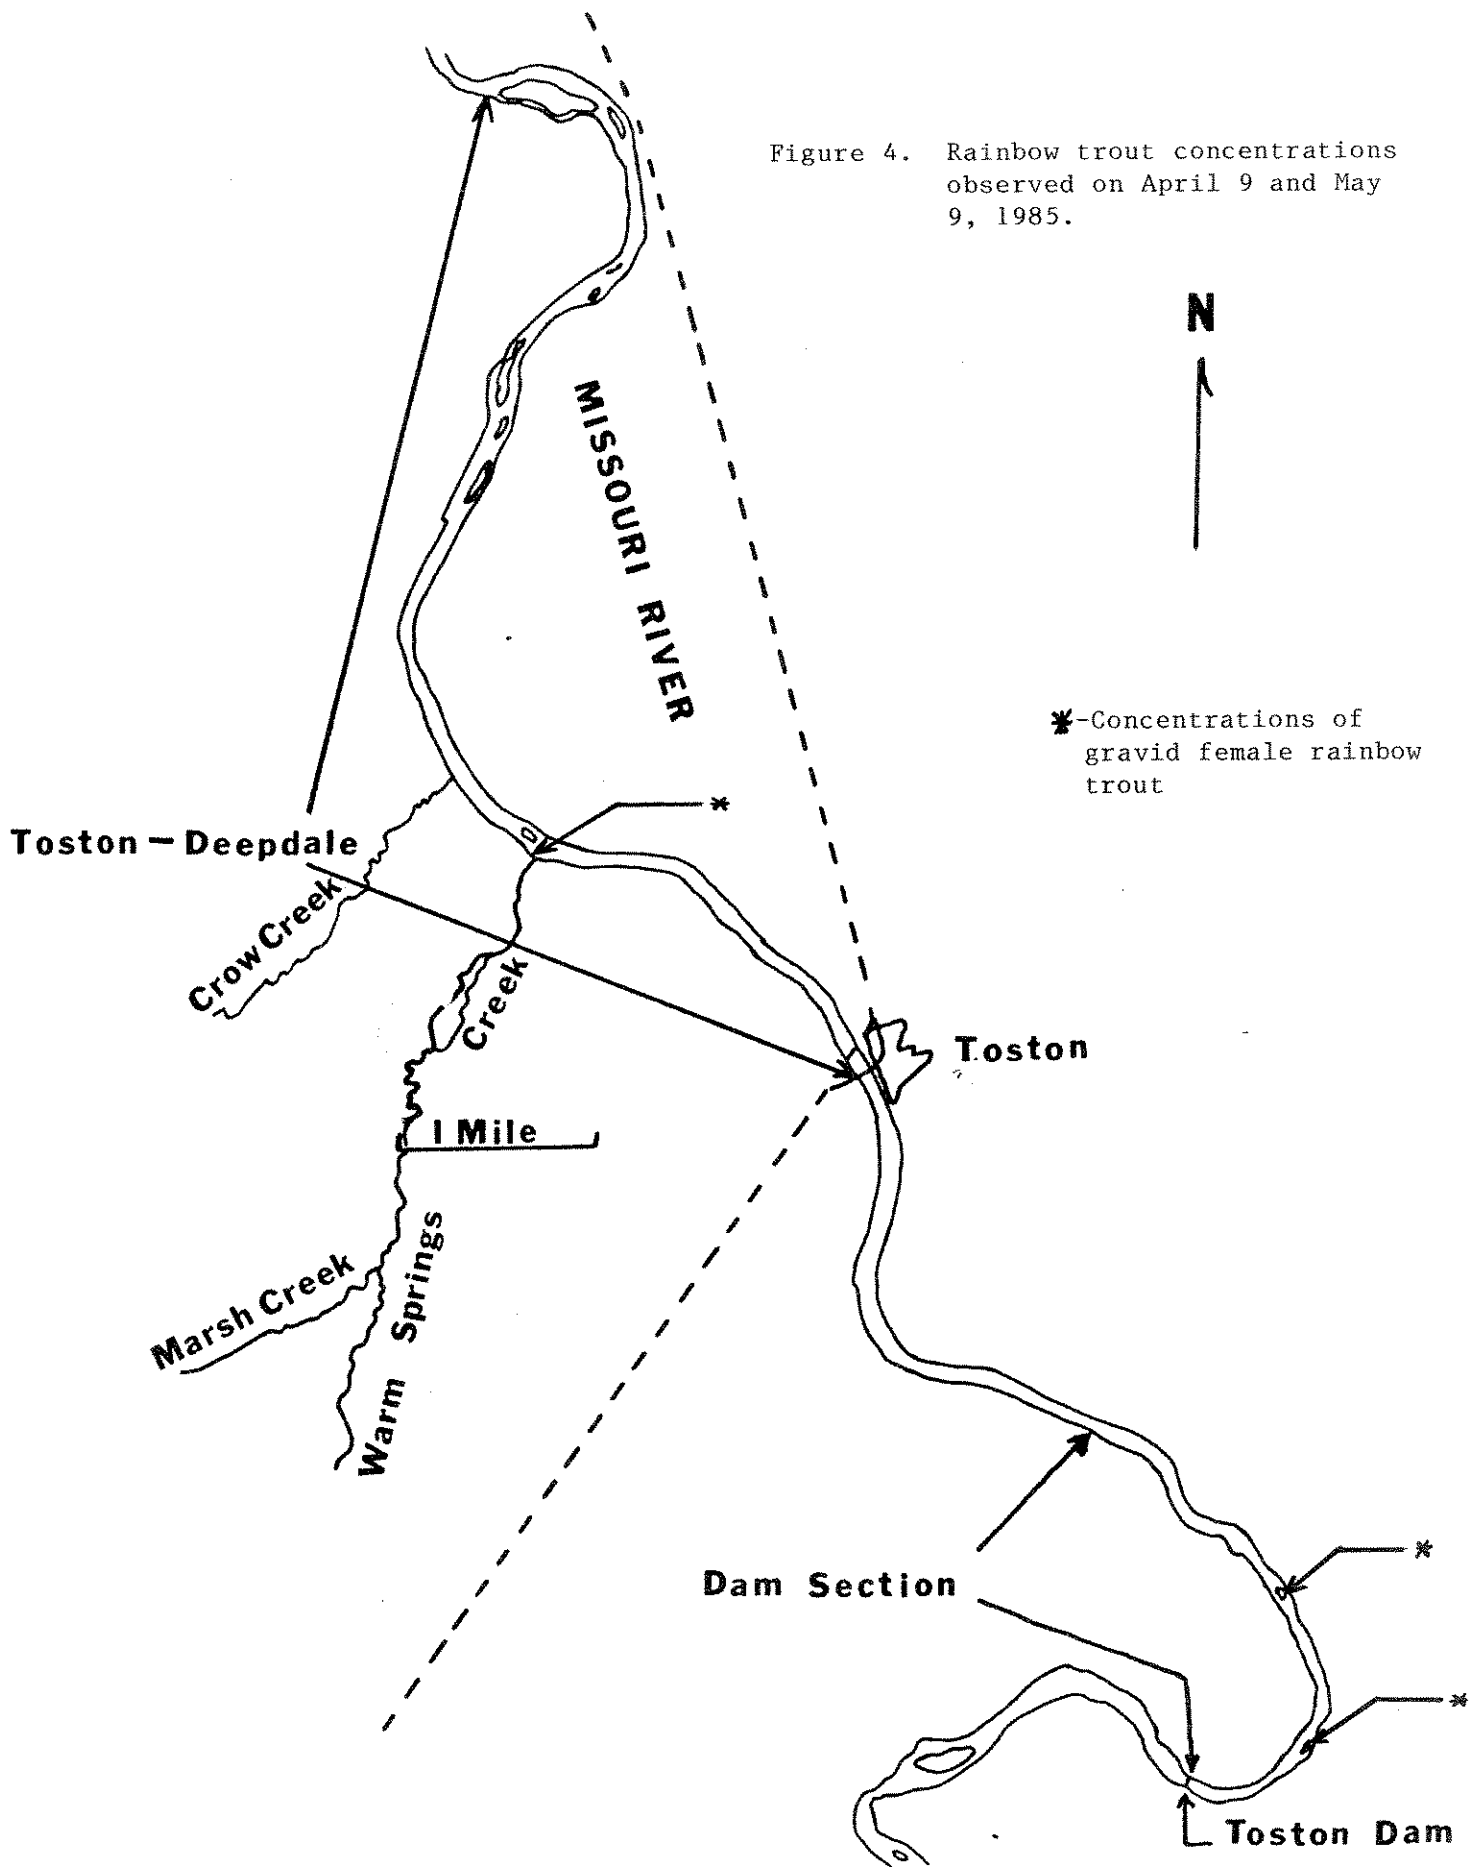 Figure 4. Rainbow trout concentrations
observed on April 9 and May
9, 1985.
N
MISSOURI RIVER
*-Concentrations of
gravid female rainbow
trout
*
Toston - Deepdale
Crow Creek
Creek
Toston
1 Mile
Warm Springs
Marsh Creek
Dam Section
*
*
Toston Dam